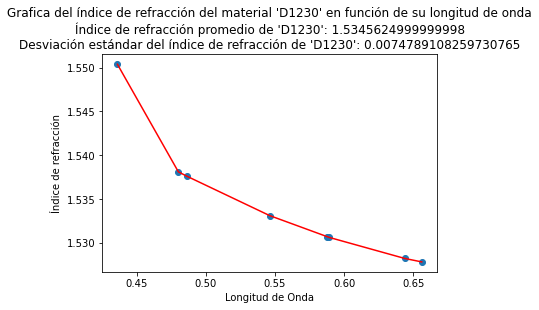 Grafica del índice de refracción del material 'D1230' en función de su longitud de onda
Índice de refracción promedio de 'D1230': 1.5345624999999998
Desviación estándar del índice de refracción de 'D1230': 0.0074789108259730765
1.550
1.545
1.540
1.535
1.530
Índice de refracción
0.45
0.50
0.55
0.60
0.65
Longitud de Onda